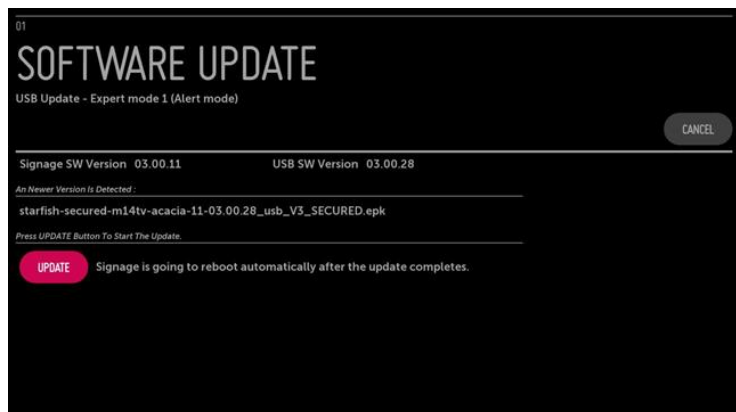 01
SOFTWARE UPDATE
USB Update - Expert mode 1 (Alert mode)
CANCEL
Signage SW Version 03.00.11 USB SW Version 03.00.28
An Newer Version Is Detected :
starfish-secured-m14tv-acacia-11-03.00.28_usb_V3_SECURED.epk
Press UPDATE Button To Start The Update.
UPDATE Signage is going to reboot automatically after the update completes.